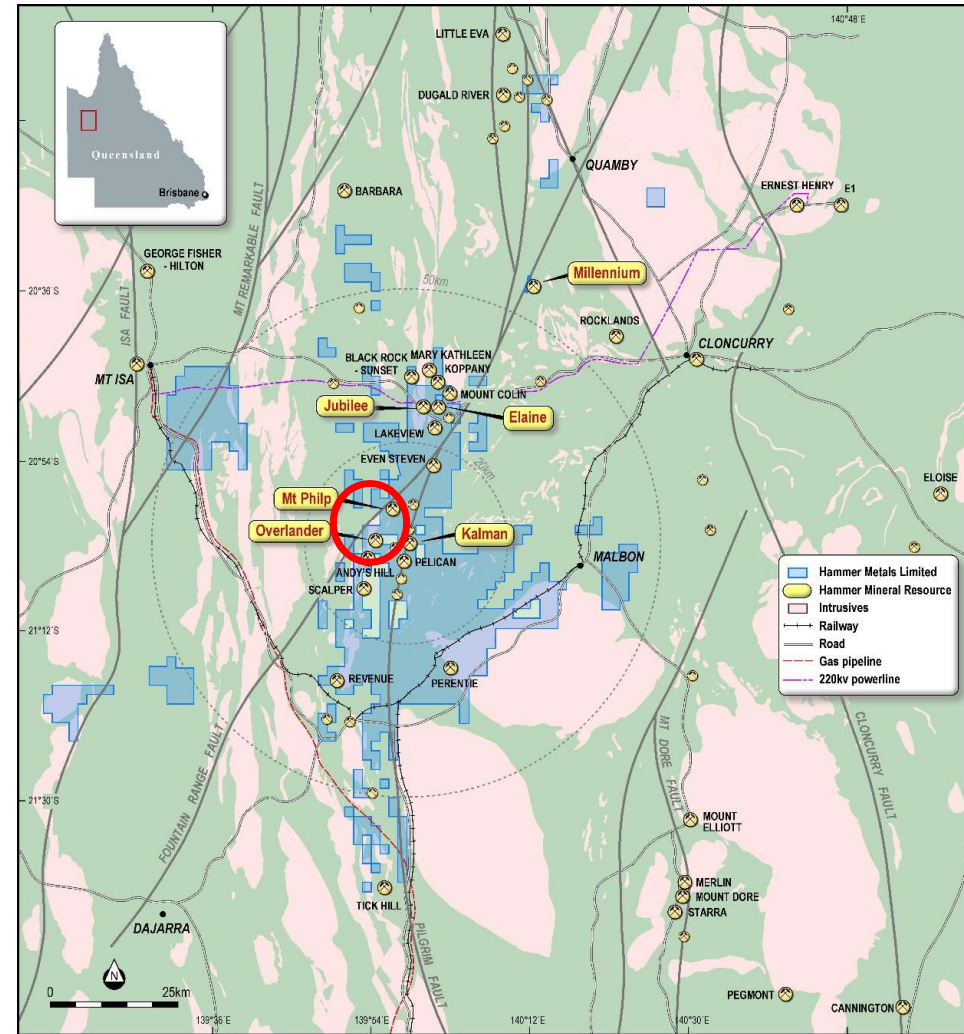 140°48'E
Queensland
Brisbane
LITTLE EVA
DUGALD RIVER
QUAMBY
BARBARA
ERNEST HENRY
E1
MT REMARKABLE FAULT
GEORGE FISHER
- HILTON
20°36'S
ISA FAULT
50km
Millennium
ROCKLANDS
CLONCURRY
MT ISA
BLACK ROCK
- SUNSET
MARY KATHLEEN
KOPPANY
MOUNT COLIN
Jubilee
Elaine
LAKEVIEW
20°54'S
EVEN STEVEN
20km
ELOISE
Mt Philp
Overlander
Kalman
MALBON
ANDY'S HILL
PELICAN
SCALPER
Hammer Metals Limited
Hammer Mineral Resource
Intrusives
Railway
Road
Gas pipeline
220kv powerline
21°12'S
REVENUE
PERENTIE
FOUNTAIN RANGE FAULT
MT DORE FAULT
CLONCURRY FAULT
21°30'S
MOUNT
ELLIOTT
MERLIN
MOUNT DORE
STARRA
TICK HILL
DAJARRA
PILGRIM FAULT
N
0
25km
PEGMONT
CANNINGTON
139°36'E
139°54'E
140°12'E
140°30'E